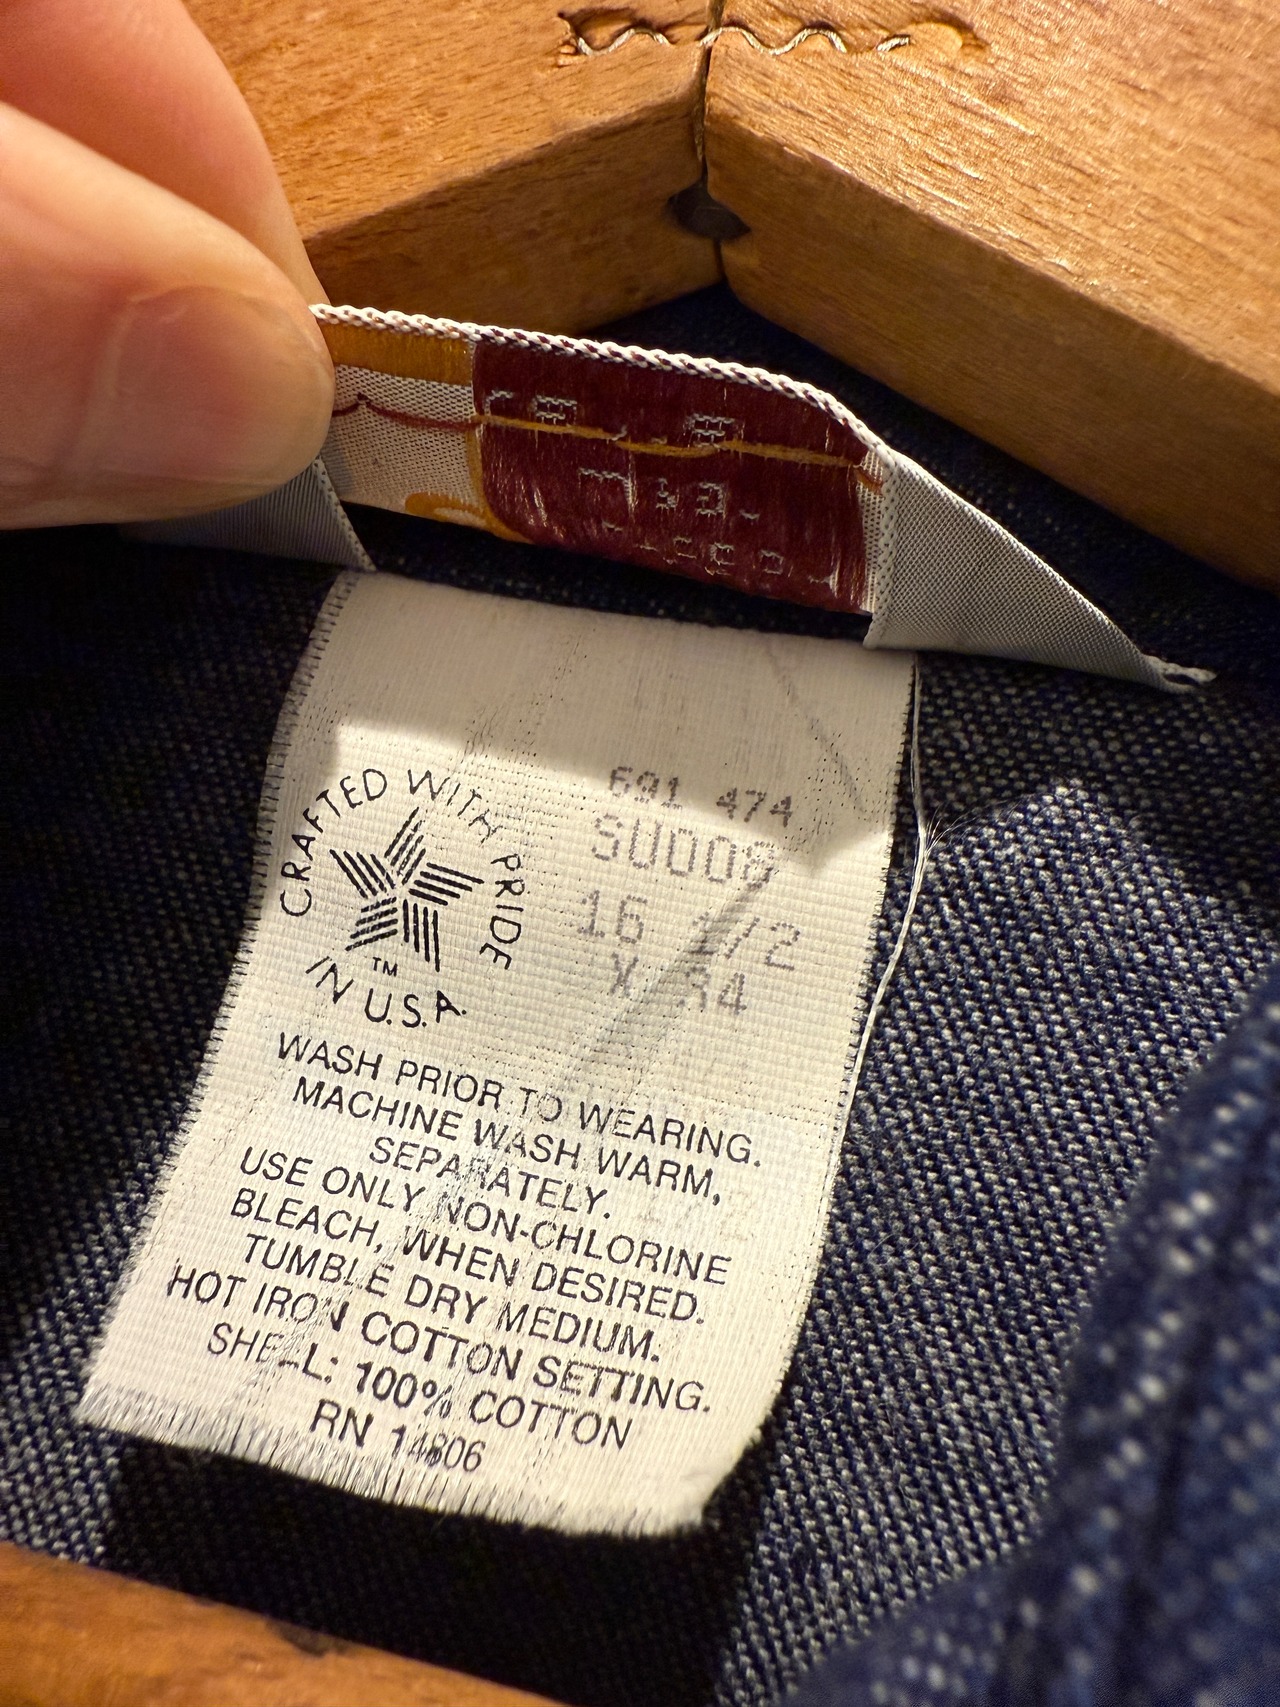 CRAFTED WITH PRIDE
IN U.S.A.
TM
691 474
SU008
16 1/2
X 34
WASH PRIOR TO WEARING.
MACHINE WASH WARM,
SEPARATELY.
USE ONLY NON-CHLORINE
BLEACH, WHEN DESIRED.
TUMBLE DRY MEDIUM.
HOT IRON COTTON SETTING.
SHELL: 100% COTTON
RN 14806